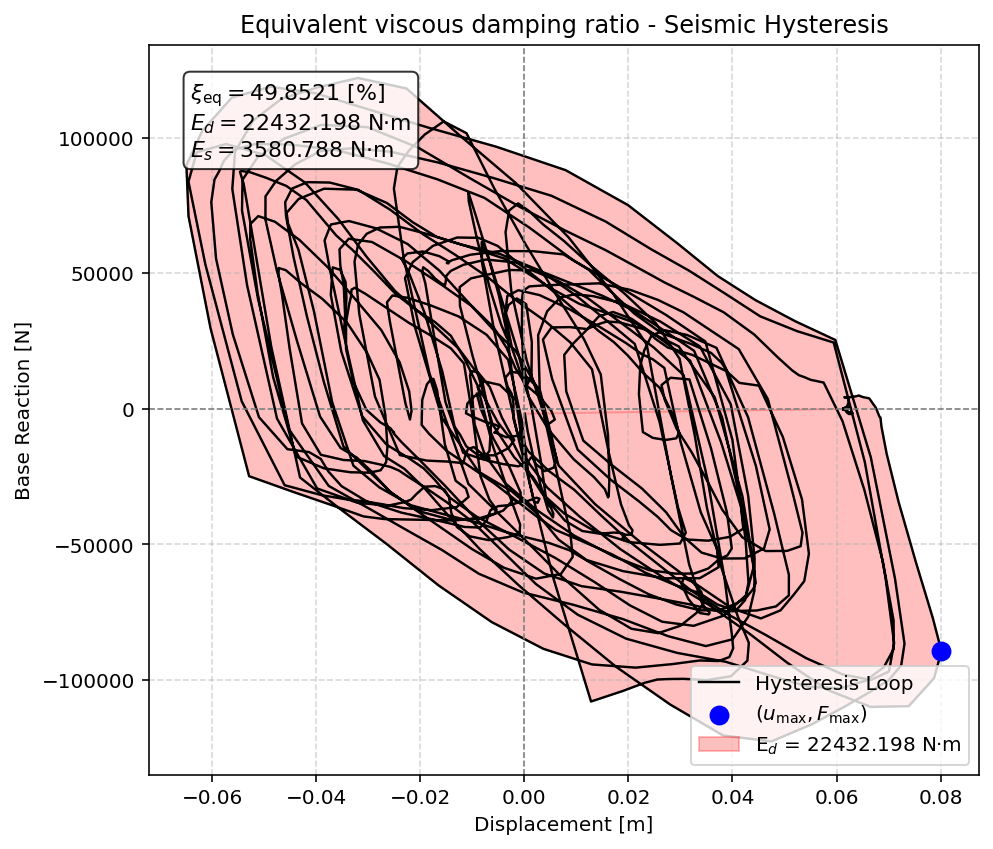 Equivalent viscous damping ratio - Seismic Hysteresis
ξeq = 49.8521 [%]
Ed = 22432.198 N·m
Es = 3580.788 N·m
100000
50000
0
−50000
−100000
Base Reaction [N]
Hysteresis Loop
(umax, Fmax)
Ed = 22432.198 N·m
−0.06 −0.04 −0.02 0.00 0.02 0.04 0.06 0.08
Displacement [m]